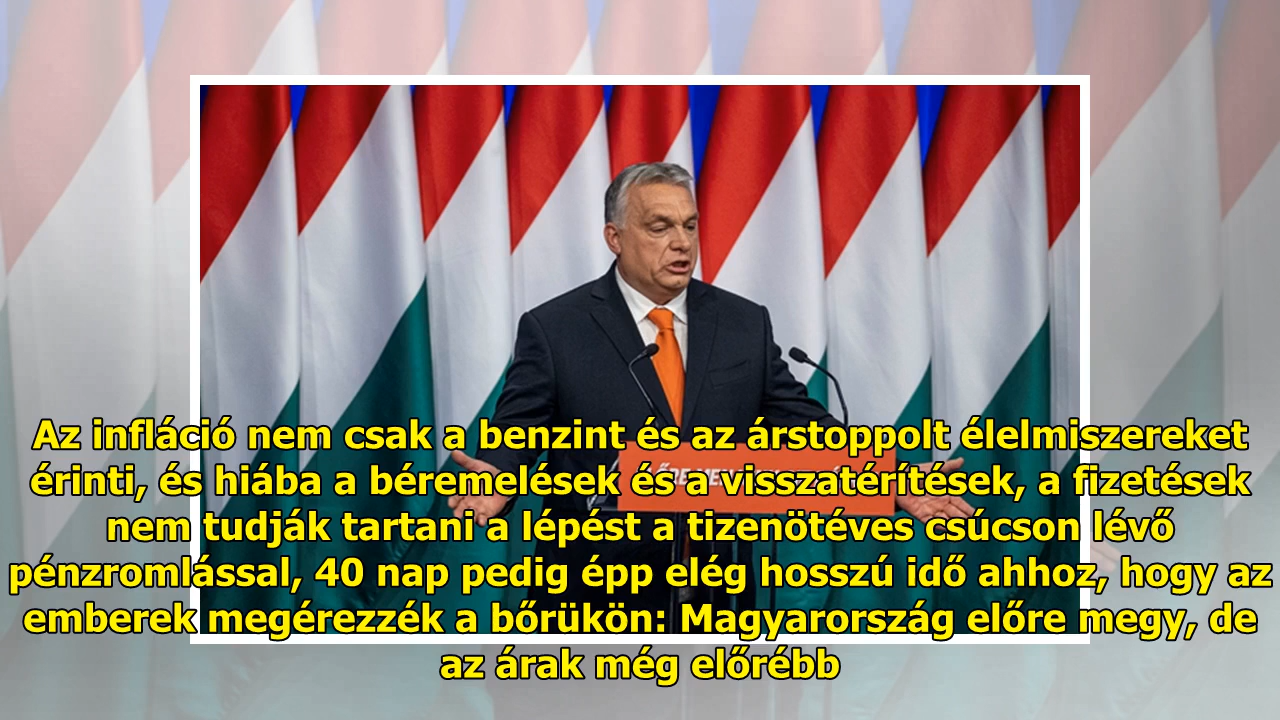 Az infláció nem csak a benzint és az árstoppolt élelmiszereket
érinti, és hiába a béremelések és a visszatérítések, a fizetések
nem tudják tartani a lépést a tizenötéves csúcson lévő
pénzromlással, 40 nap pedig épp elég hosszú idő ahhoz, hogy az
emberek megérezzék a bőrükön: Magyarország előre megy, de
az árak még előrébb